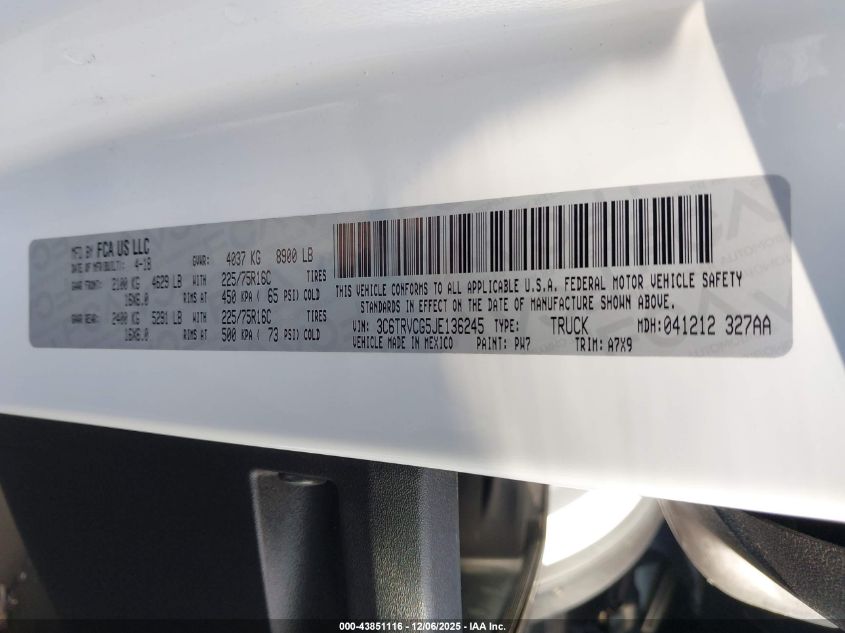 MFD BY FCA US LLC
DATE OF MFR(BUILT): 4-18 GVWR: 4037 KG 8900 LB
GAWR FRONT: 2100 KG 4629 LB WITH 225/75R16C TIRES
16X6.0 RIMS AT 450 KPA ( 65 PSI) COLD
GAWR REAR: 2400 KG 5291 LB WITH 225/75R16C TIRES
16X6.0 RIMS AT 500 KPA ( 73 PSI) COLD
THIS VEHICLE CONFORMS TO ALL APPLICABLE U.S.A. FEDERAL MOTOR VEHICLE SAFETY
STANDARDS IN EFFECT ON THE DATE OF MANUFACTURE SHOWN ABOVE.
VIN: 3C6TRVCG5JE136245 TYPE: TRUCK MDH: 041212 327AA
VEHICLE MADE IN MEXICO PAINT: PW7 TRIM: A7X9
000-43851116 - 12/06/2025 - IAA Inc.